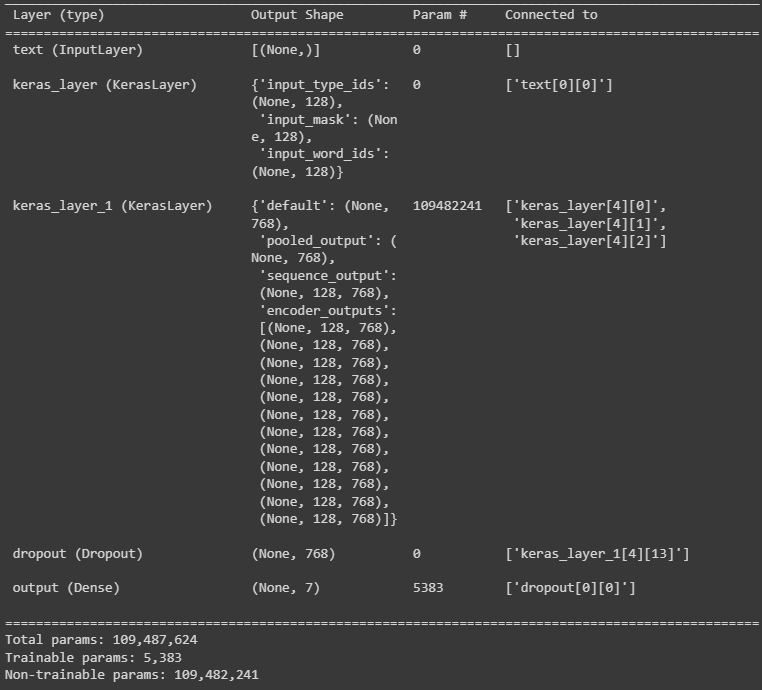 Layer (type)                   Output Shape         Param #     Connected to
==================================================================================================
text (InputLayer)              [(None,)]            0           []
keras_layer (KerasLayer)       {'input_type_ids':   0           ['text[0][0]']
(None, 128),
'input_mask': (Non
e, 128),
'input_word_ids':
(None, 128)}
keras_layer_1 (KerasLayer)     {'default': (None,   109482241   ['keras_layer[4][0]',
768),                            'keras_layer[4][1]',
'pooled_output': (               'keras_layer[4][2]']
None, 768),
'sequence_output':
(None, 128, 768),
'encoder_outputs':
[(None, 128, 768),
(None, 128, 768),
(None, 128, 768),
(None, 128, 768),
(None, 128, 768),
(None, 128, 768),
(None, 128, 768),
(None, 128, 768),
(None, 128, 768),
(None, 128, 768),
(None, 128, 768),
(None, 128, 768)]}
dropout (Dropout)              (None, 768)          0           ['keras_layer_1[4][13]']
output (Dense)                 (None, 7)            5383        ['dropout[0][0]']
==================================================================================================
Total params: 109,487,624
Trainable params: 5,383
Non-trainable params: 109,482,241